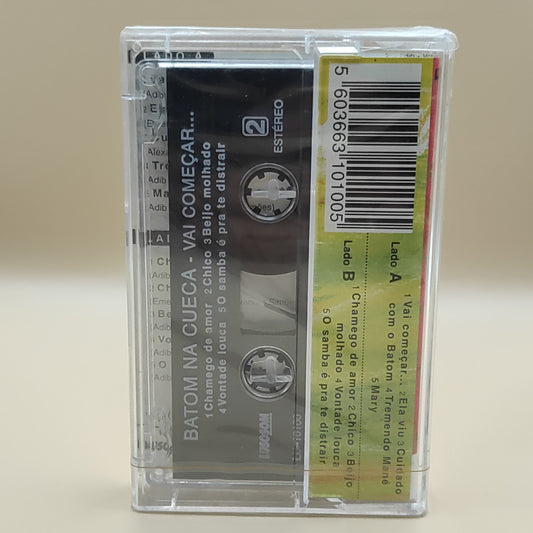 BATOM NA CUECA - VAI COMEÇAR...
1 Chamego de amor 2 Chico 3 Beijo molhado
4 Vontade louca 5 O samba é pra te distrair
2
ESTÉREO
LUSOSOM
5 603663 101005
Lado A
1 Vai começar... 2 Ela viu 3 Cuidado
com o Batom 4 Tremendo Mané
5 Mary
Lado B
1 Chamego de amor 2 Chico 3 Beijo
molhado 4 Vontade louca
5 O samba é pra te distrair
LADO A